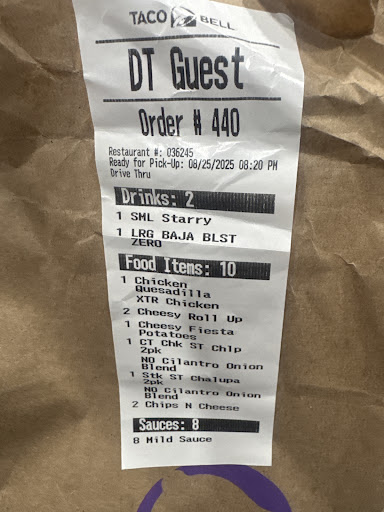 TACO BELL
DT Guest
Order # 440
Restaurant #: 036245
Ready for Pick-Up: 08/25/2025 08:20 PM
Drive Thru
Drinks: 2
1 SML Starry
1 LRG BAJA BLST
ZERO
Food Items: 10
1 Chicken
Quesadilla
XTR Chicken
2 Cheesy Roll Up
1 Cheesy Fiesta
Potatoes
1 CT Chk ST Chlp
2pk
NO Cilantro Onion
Blend
1 Stk ST Chalupa
2pk
NO Cilantro Onion
Blend
2 Chips N Cheese
Sauces: 8
8 Mild Sauce